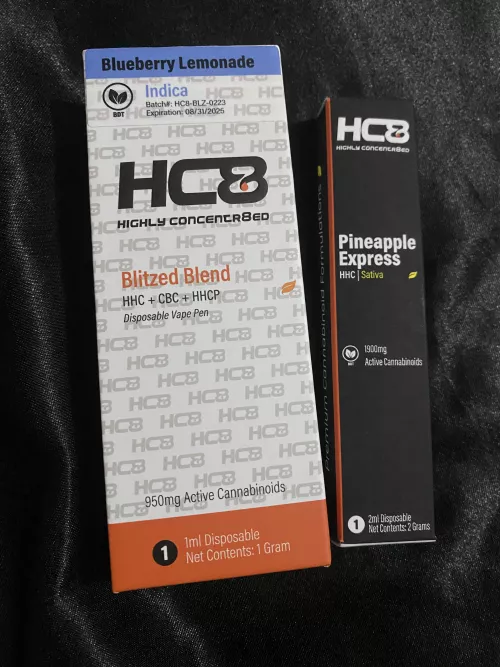 Blueberry Lemonade
BDT
Indica
Batch#: HC8-BLZ-0223
Expiration: 08/31/2025
HC8
HIGHLY CONCENTR8ED
Blitzed Blend
HHC + CBC + HHCP
Disposable Vape Pen
950mg Active Cannabinoids
1
1ml Disposable
Net Contents: 1 Gram
Premium Cannabinoid Formulations
HC8
HIGHLY CONCENTR8ED
Pineapple
Express
HHC | Sativa
BDT
1900mg
Active Cannabinoids
1
2ml Disposable
Net Contents: 2 Grams